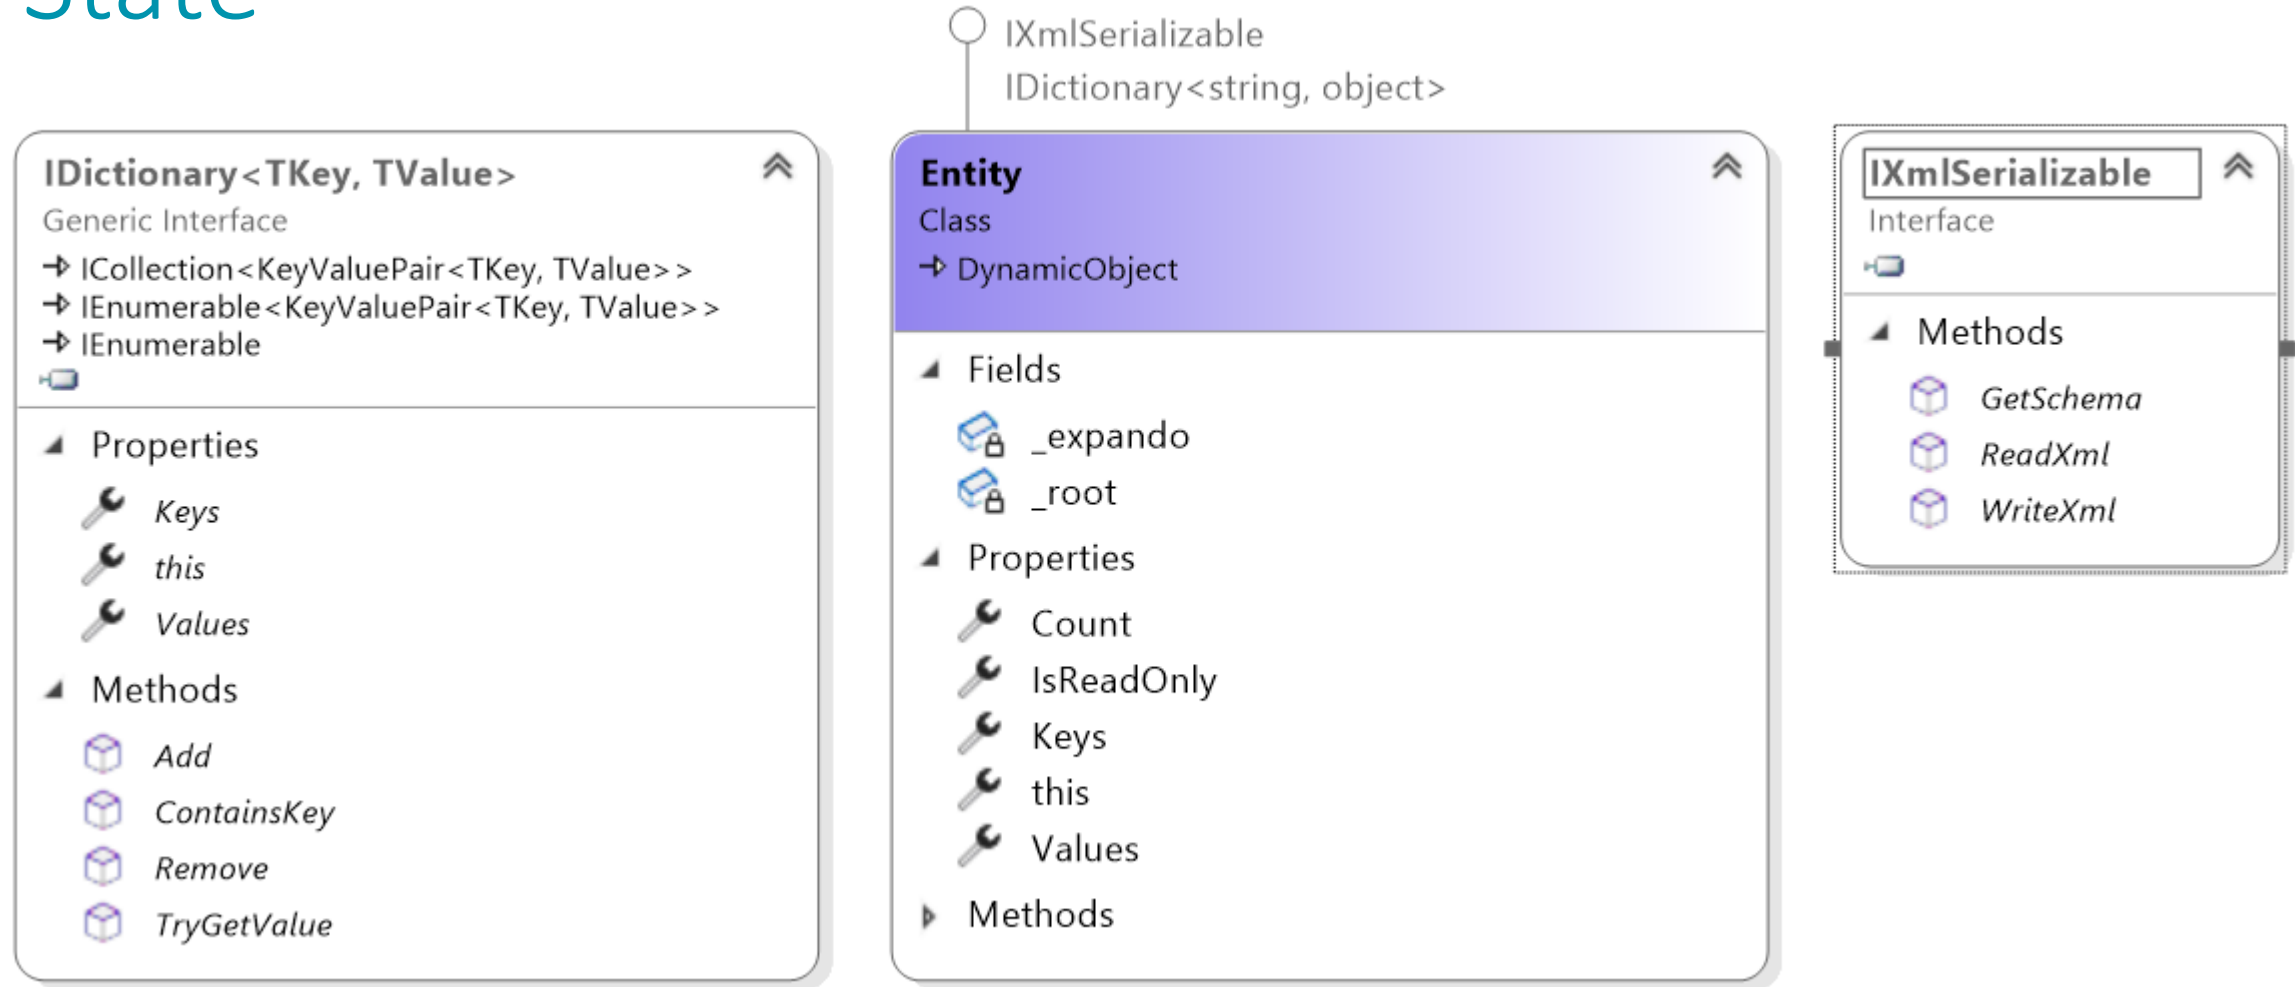 State
IXmlSerializable
IDictionary<string, object>
IDictionary<TKey, TValue>
Generic Interface
ICollection<KeyValuePair<TKey, TValue>>
IEnumerable<KeyValuePair<TKey, TValue>>
IEnumerable
Properties
Keys
this
Values
Methods
Add
ContainsKey
Remove
TryGetValue
Entity
Class
DynamicObject
Fields
_expando
_root
Properties
Count
IsReadOnly
Keys
this
Values
Methods
IXmlSerializable
Interface
Methods
GetSchema
ReadXml
WriteXml